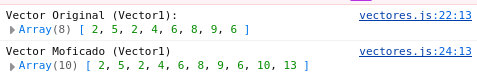 Vector Original (Vector1): vectores.js:22:13
Array(8) [ 2, 5, 2, 4, 6, 8, 9, 6 ]
Vector Moficado (Vector1) vectores.js:24:13
Array(10) [ 2, 5, 2, 4, 6, 8, 9, 6, 10, 13 ]